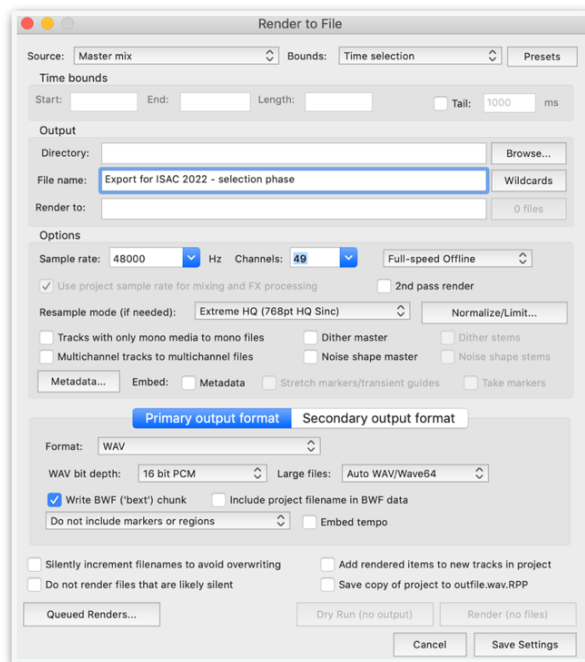 Render to File
Source: Master mix Bounds: Time selection Presets
Time bounds
Start: End: Length: Tail: 1000 ms
Output
Directory: Browse...
File name: Export for ISAC 2022 - selection phase Wildcards
Render to: 0 files
Options
Sample rate: 48000 Hz Channels: 49 Full-speed Offline
Use project sample rate for mixing and FX processing 2nd pass render
Resample mode (if needed): Extreme HQ (768pt HQ Sinc) Normalize/Limit...
Tracks with only mono media to mono files Dither master Dither stems
Multichannel tracks to multichannel files Noise shape master Noise shape stems
Metadata... Embed: Metadata Stretch markers/transient guides Take markers
Primary output format Secondary output format
Format: WAV
WAV bit depth: 16 bit PCM Large files: Auto WAV/Wave64
Write BWF ('bext') chunk Include project filename in BWF data
Do not include markers or regions Embed tempo
Silently increment filenames to avoid overwriting Add rendered items to new tracks in project
Do not render files that are likely silent Save copy of project to outfile.wav.RPP
Queued Renders... Dry Run (no output) Render (no files)
Cancel Save Settings